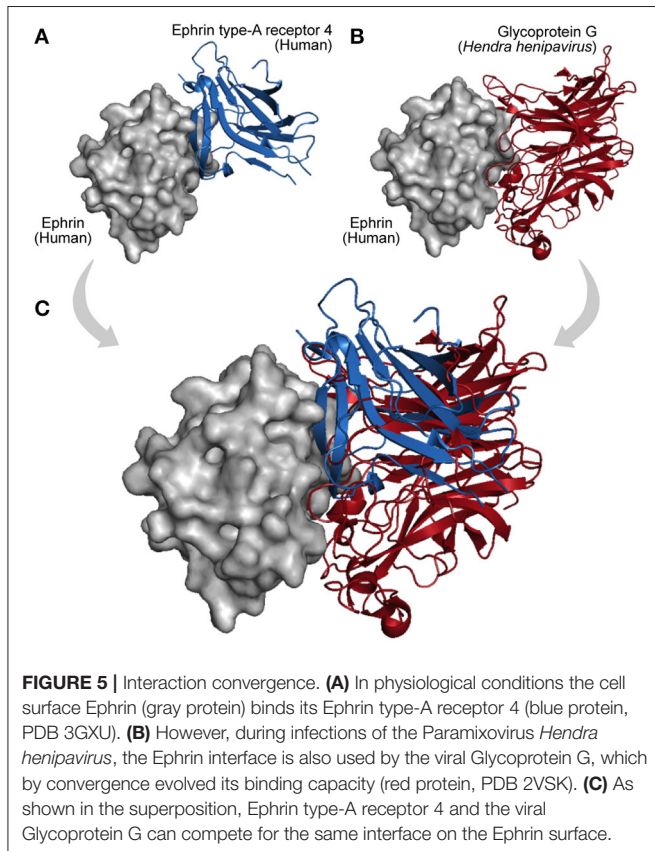 A
Ephrin type-A receptor 4
(Human)
Ephrin
(Human)
B
Glycoprotein G
(Hendra henipavirus)
Ephrin
(Human)
C
FIGURE 5 | Interaction convergence. (A) In physiological conditions the cell
surface Ephrin (gray protein) binds its Ephrin type-A receptor 4 (blue protein,
PDB 3GXU). (B) However, during infections of the Paramixovirus Hendra
henipavirus, the Ephrin interface is also used by the viral Glycoprotein G, which
by convergence evolved its binding capacity (red protein, PDB 2VSK). (C) As
shown in the superposition, Ephrin type-A receptor 4 and the viral
Glycoprotein G can compete for the same interface on the Ephrin surface.